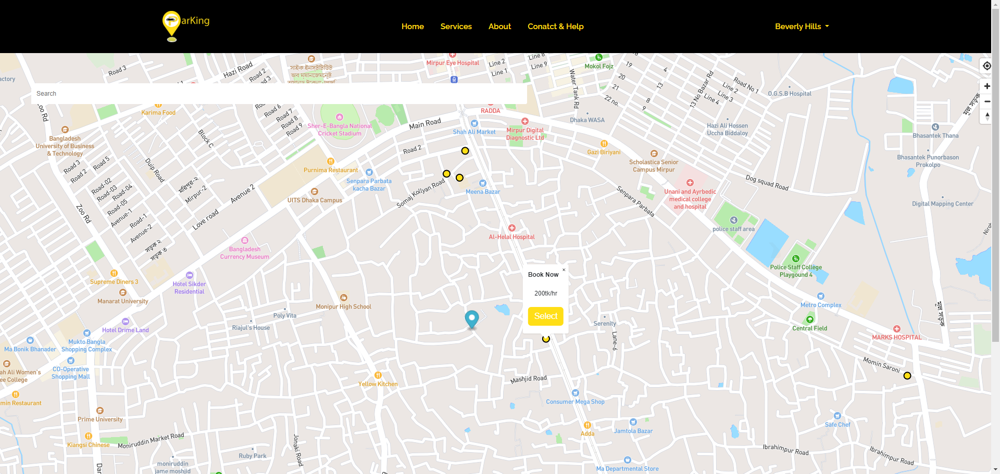 arKing
Home
Services
About
Conatct & Help
Beverly Hills
Search
Book Now
×
200tk/hr
Select
actory
Road 3
Hazi Road
Road 2
সাইক ইনসটিটিউট
Mirpur Eye Hospital
Line 2
Line 1
Line 8
Line 9
Mokol Fojz
Water Tank Rd
18
19
20
21
22 no.
4
13
8
9
13 No Bazar Rd
Road No 1
Line 2
Line 3
Line 4
O.G.S.B Hospital
Zoo Rd
Karima Food
Road 6
Road 7
Road 8
Road 9
Sher-E-Bangla National
Cricket Stadium
Main Road
RADDA
Shah Ali Market
Mirpur Digital
Diagnostic Ltd
Dhaka WASA
Hazi Ali Hossen
Uccha Biddaloy
Bhasantek Thana
Bangladesh
University of Business
& Technology
Block C
Road 2
Gazi Biriyani
Scholastica Senior
Campus Mirpur
Bhasantek Punorbason
Prokolpo
Road 5
Road 3
Road 2
Duip Road
Purnima Restaurant
Senpara Parbata
kacha Bazar
Meena Bazar
Somaj Kollyan Road
Dog squad Road
Road-02
Road-03
Road-04
Road-05
Mirpur-2
Avenue 2
UITS Dhaka Campus
Senpara Parbata
Unani and Ayrbedic
medical college
and hospital
Digital Mapping Center
Zoo Rd
Avenue-1
Road-1
Avenue-2
Love road
police staff area
Al-Helal Hospital
Bangladesh
Currency Museum
Police Staff College
Playgound 4
Supreme Diners 3
Hotel Sikder
Residential
Manarat University
Monipur High School
Metro Complex
Poly Vita
Riajul's House
Serenity
Lane-6
Central Field
Hotel Drime Land
MARKS HOSPITAL
Mukto Bangla
Shopping Complex
Ma Bonik Bhanader
CO-Operative
Shopping Mall
ah Ali Women's
ee College
Momin Saroni
Yellow Kitchen
Mashjid Road
Consumer Mega Shop
min Restaurant
Prime University
Adda
Jamtola Bazar
Safe Chef
Kiangsi Chinese
Moniruddin Market Road
Jonaki Road
Ruby Park
Ibrahimpur Road
Ibrahimpur Road
moniruddin
jame moshjid
Dar
Ma Departmental Store